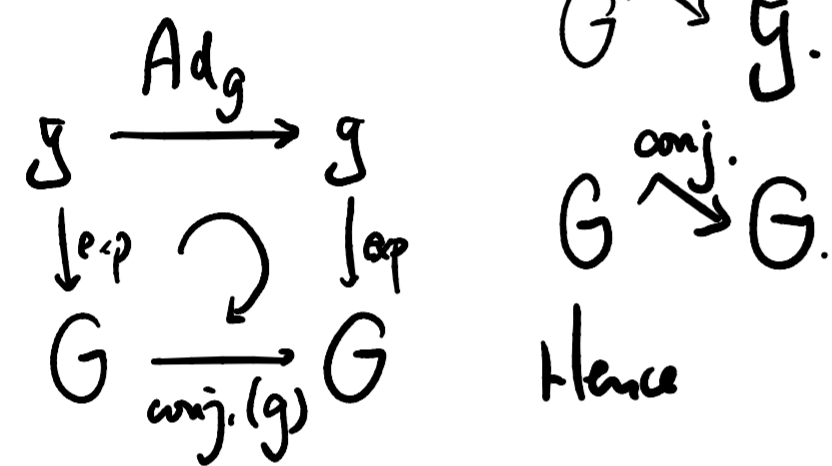 Ad_g
𝔤 → 𝔤
↓ exp ↓ exp
G → G
conj.(g)
G ↷ 𝔤.
conj.
G ↷ G.
Hence